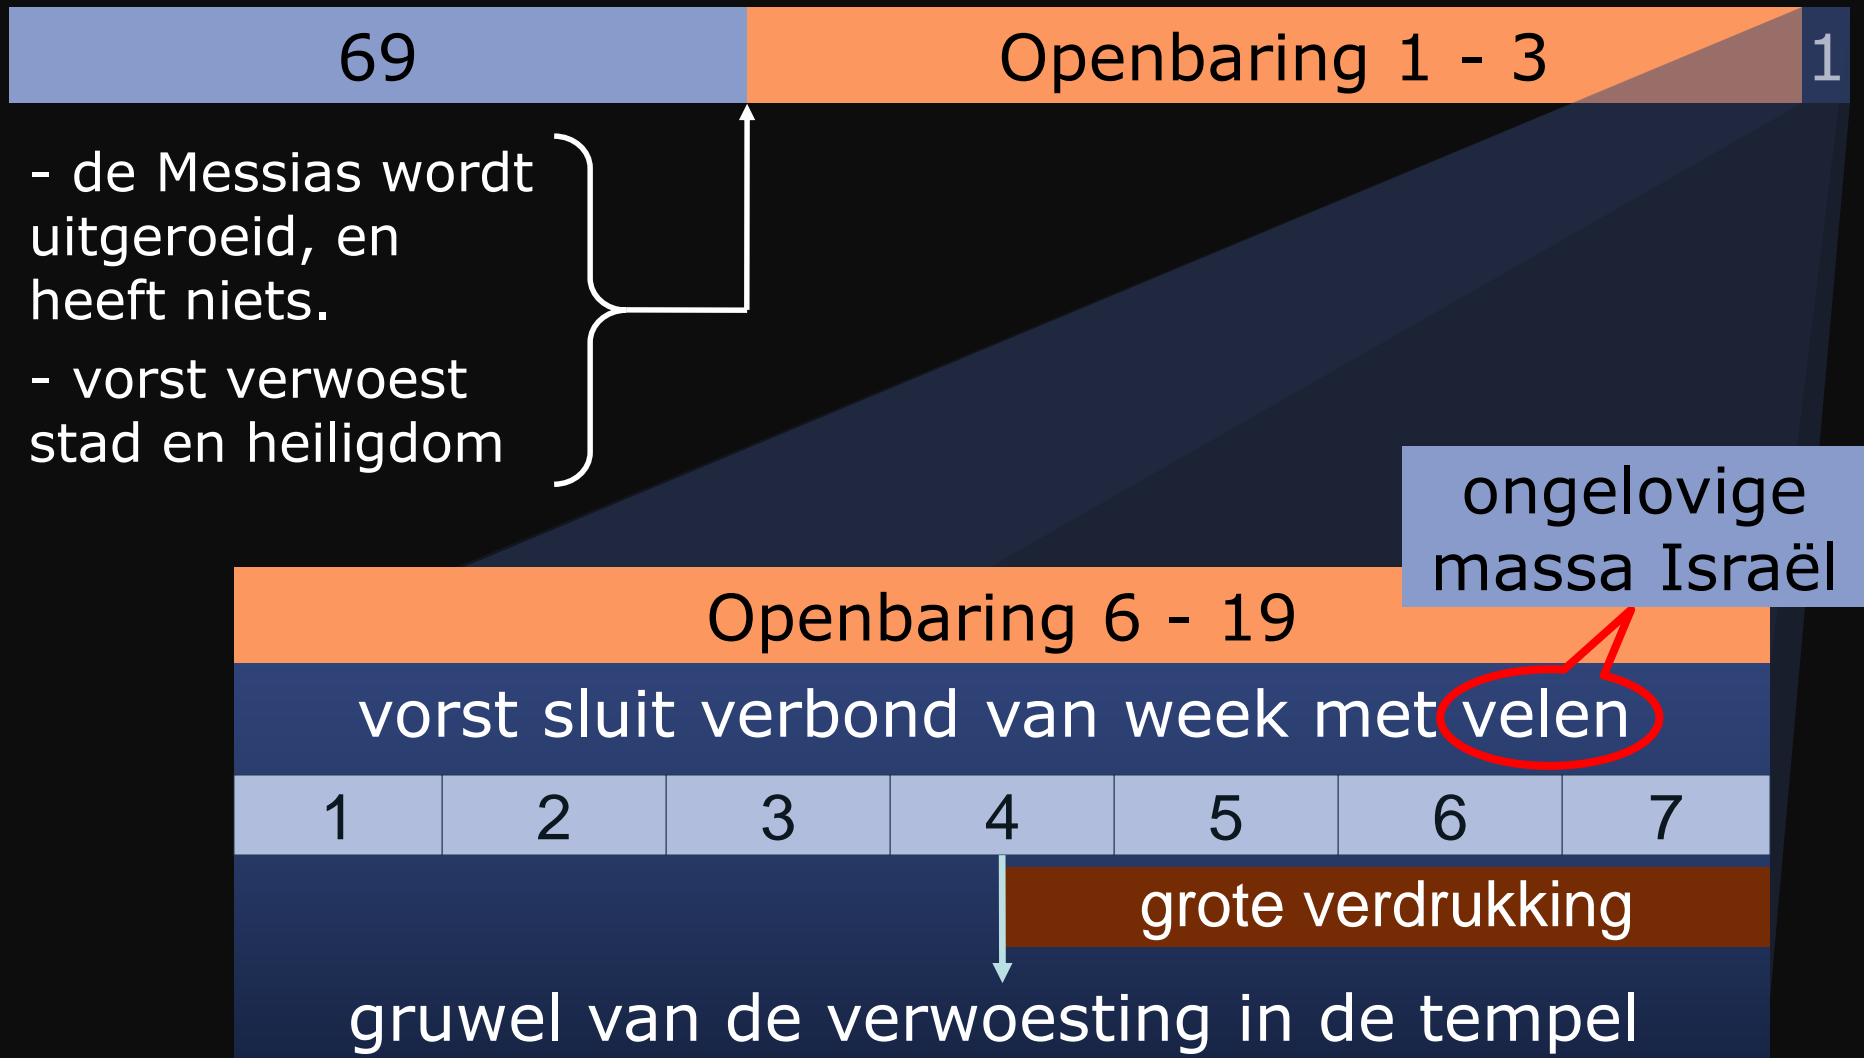 69
Openbaring 1 - 3
1
- de Messias wordt
uitgeroeid, en
heeft niets.
- vorst verwoest
stad en heiligdom
ongelovige
massa Israël
Openbaring 6 - 19
vorst sluit verbond van week met velen
1 2 3 4 5 6 7
grote verdrukking
gruwel van de verwoesting in de tempel